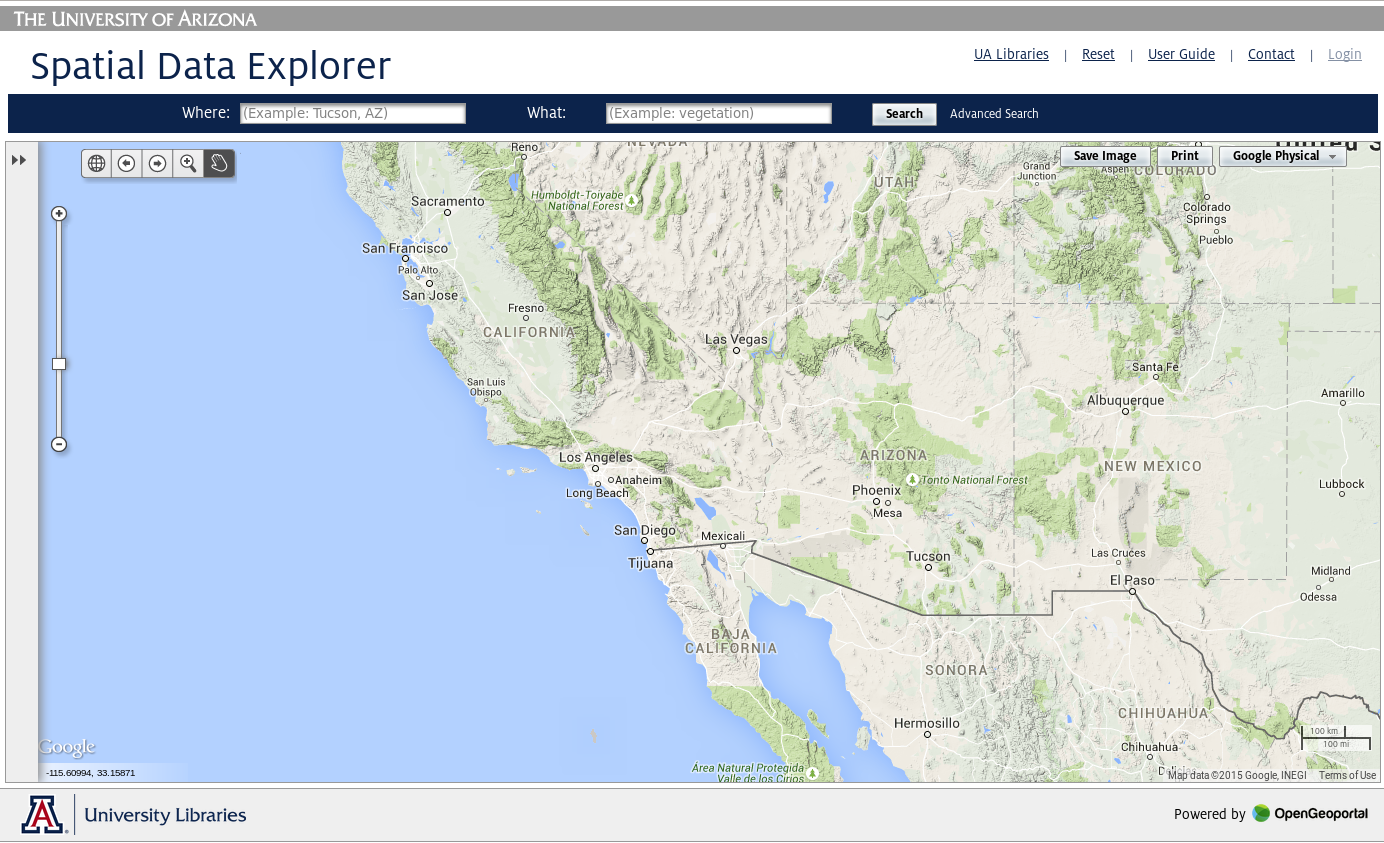 THE UNIVERSITY OF ARIZONA
Spatial Data Explorer
UA Libraries | Reset | User Guide | Contact | Login
Where: (Example: Tucson, AZ) What: (Example: vegetation) Search Advanced Search
Save Image Print Google Physical
Reno
NEVADA
UTAH
Grand
Junction
Aspen
COLORADO
Colorado
Springs
Pueblo
Humboldt-Toiyabe
National Forest
Sacramento
San Francisco
Palo Alto
San Jose
Fresno
CALIFORNIA
Las Vegas
San Luis
Obispo
Santa Fe
Albuquerque
Amarillo
Los Angeles
Anaheim
Long Beach
ARIZONA
NEW MEXICO
Tonto National Forest
Phoenix
Mesa
Lubbock
San Diego
Mexicali
Tijuana
Tucson
Las Cruces
El Paso
Midland
Odessa
BAJA
CALIFORNIA
SONORA
CHIHUAHUA
Hermosillo
Chihuahua
Área Natural Protegida
Valle de los Cirios
100 km
100 mi
Google
-115.60994, 33.15871
Map data ©2015 Google, INEGI Terms of Use
A
University Libraries
Powered by OpenGeoportal